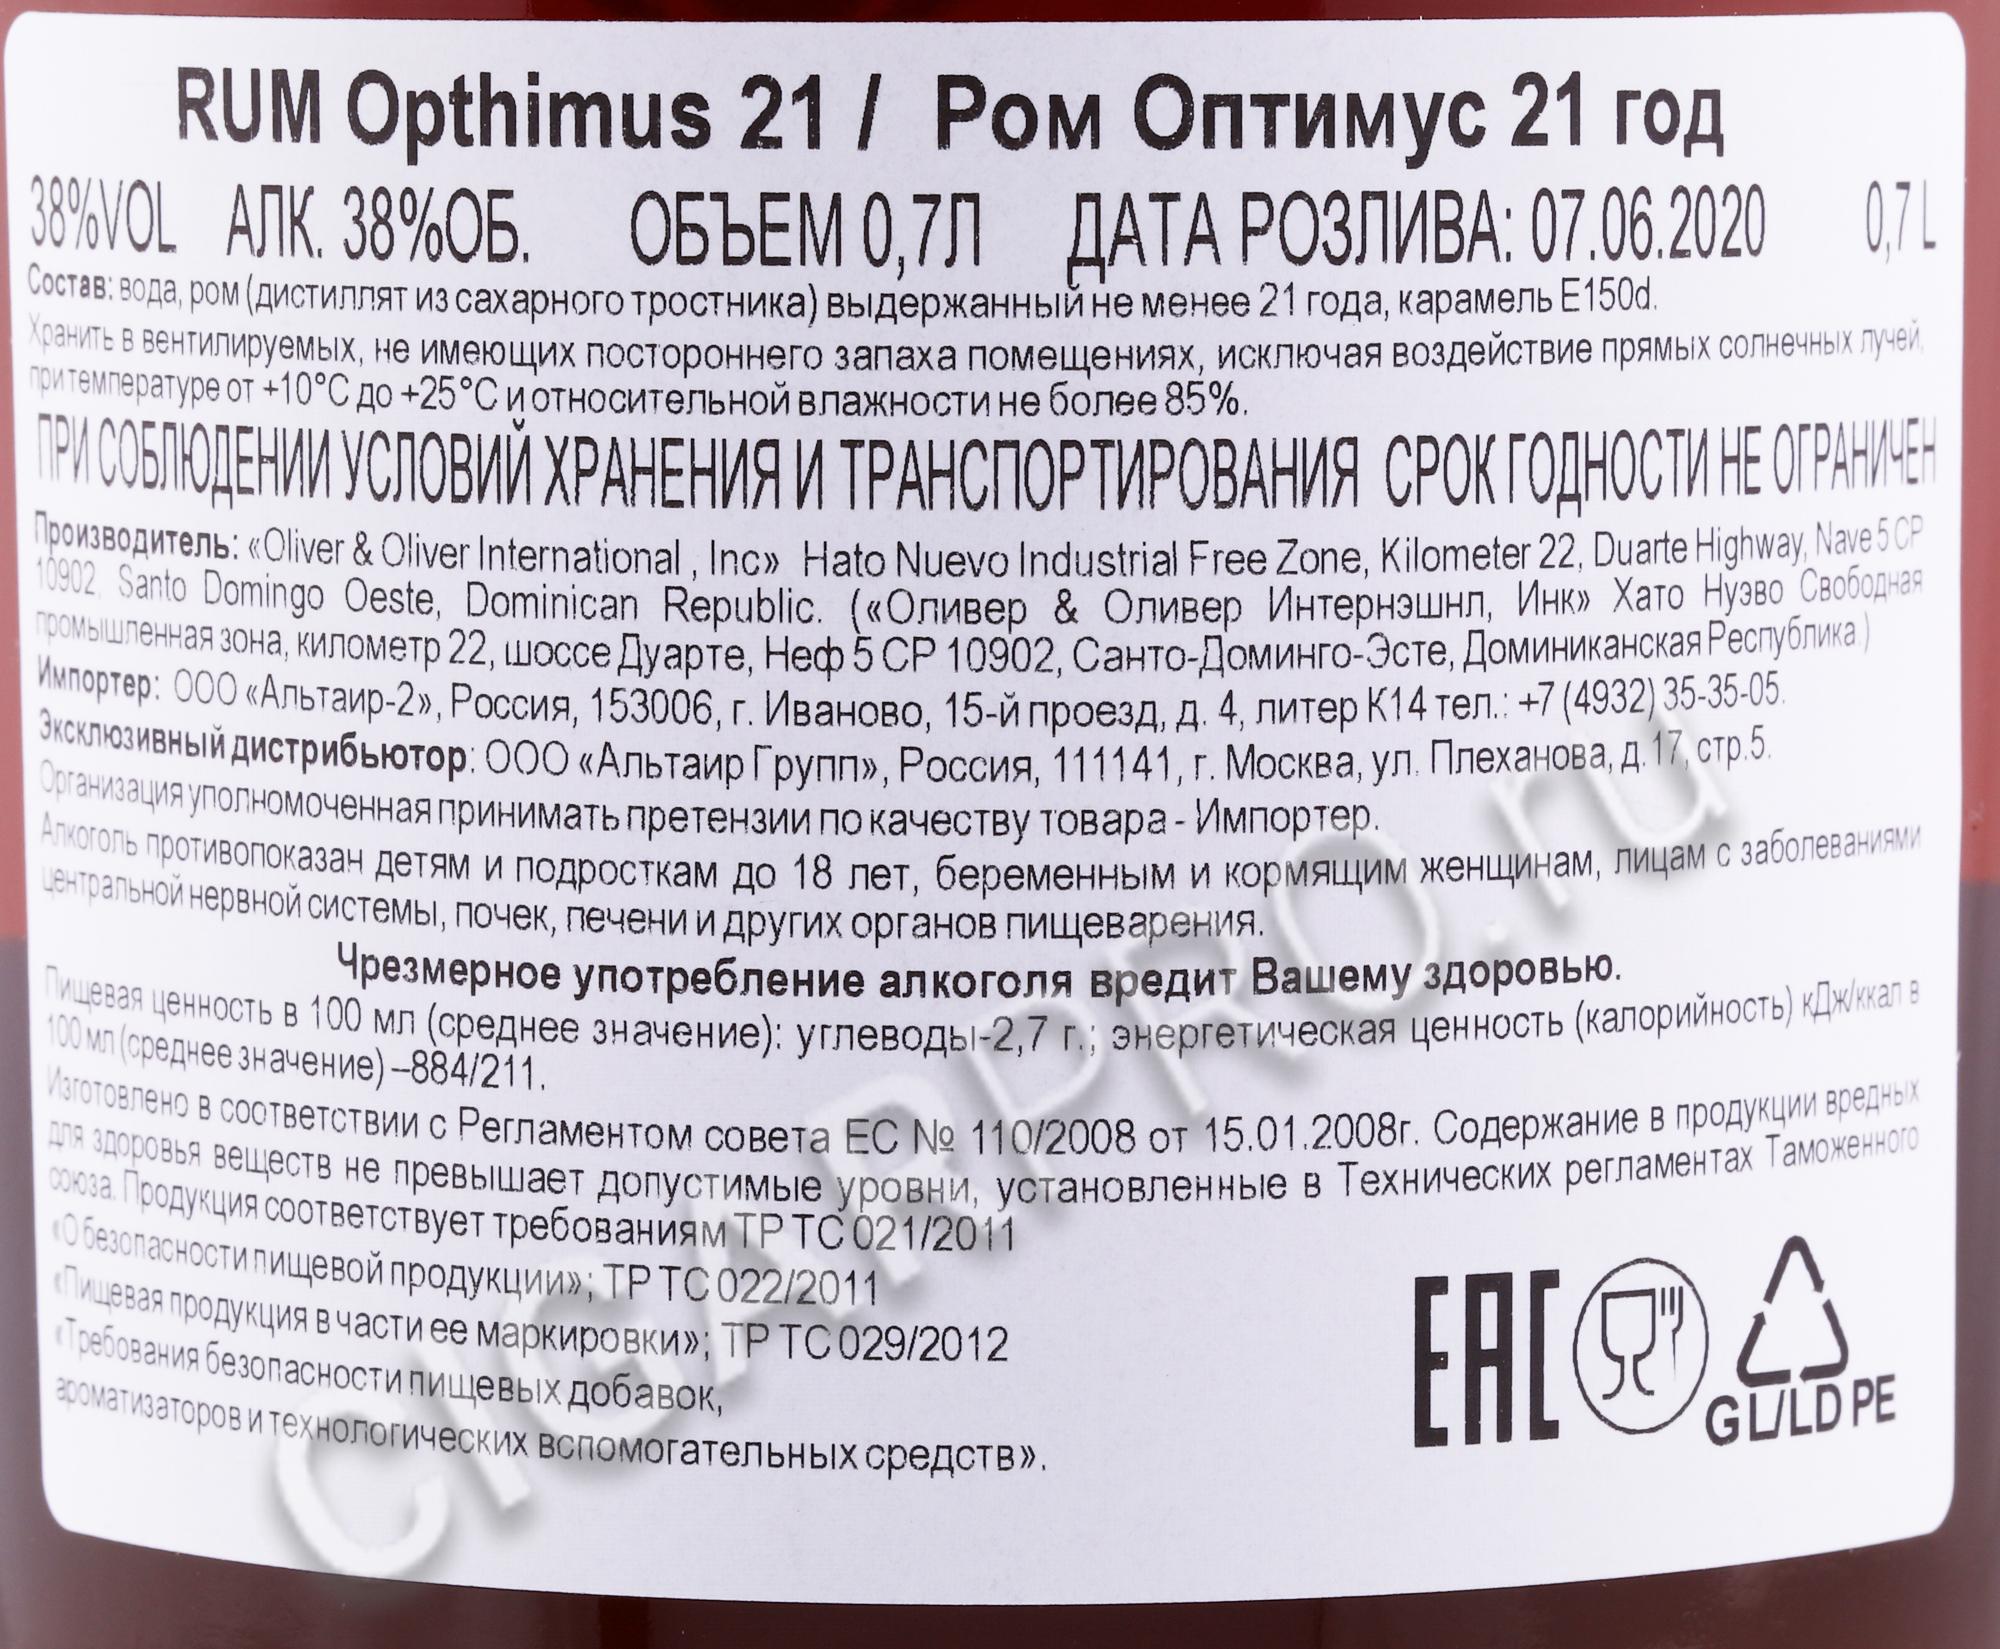 RUM Opthimus 21 / Ром Оптимус 21 год
38%VOL АЛК. 38%ОБ. ОБЪЕМ 0,7Л ДАТА РОЗЛИВА: 07.06.2020 0,7 L
Состав: вода, ром (дистиллят из сахарного тростника) выдержанный не менее 21 года, карамель Е150d.
Хранить в вентилируемых, не имеющих постороннего запаха помещениях, исключая воздействие прямых солнечных лучей,
при температуре от +10°С до +25°С и относительной влажности не более 85%.
ПРИ СОБЛЮДЕНИИ УСЛОВИЙ ХРАНЕНИЯ И ТРАНСПОРТИРОВАНИЯ СРОК ГОДНОСТИ НЕ ОГРАНИЧЕН
Производитель: «Oliver & Oliver International , Inc» Hato Nuevo Industrial Free Zone, Kilometer 22, Duarte Highway, Nave 5 CP
10902, Santo Domingo Oeste, Dominican Republic. («Оливер & Оливер Интернэшнл, Инк» Хато Нуэво Свободная
промышленная зона, километр 22, шоссе Дуарте, Неф 5 СР 10902, Санто-Доминго-Эсте, Доминиканская Республика.)
Импортер: ООО «Альтаир-2», Россия, 153006, г. Иваново, 15-й проезд, д. 4, литер К14 тел.: +7 (4932) 35-35-05.
Эксклюзивный дистрибьютор: ООО «Альтаир Групп», Россия, 111141, г. Москва, ул. Плеханова, д.17, стр.5.
Организация уполномоченная принимать претензии по качеству товара - Импортер.
Алкоголь противопоказан детям и подросткам до 18 лет, беременным и кормящим женщинам, лицам с заболеваниями
центральной нервной системы, почек, печени и других органов пищеварения.
Чрезмерное употребление алкоголя вредит Вашему здоровью.
Пищевая ценность в 100 мл (среднее значение): углеводы-2,7 г.; энергетическая ценность (калорийность) кДж/ккал в
100 мл (среднее значение) –884/211.
Изготовлено в соответствии с Регламентом совета ЕС № 110/2008 от 15.01.2008г. Содержание в продукции вредных
для здоровья веществ не превышает допустимые уровни, установленные в Технических регламентах Таможенного
союза. Продукция соответствует требованиям ТР ТС 021/2011
«О безопасности пищевой продукции»; ТР ТС 022/2011
«Пищевая продукция в части ее маркировки»; ТР ТС 029/2012
«Требования безопасности пищевых добавок,
ароматизаторов и технологических вспомогательных средств».
EAC
GL/LD PE
CIGARPRO.ru